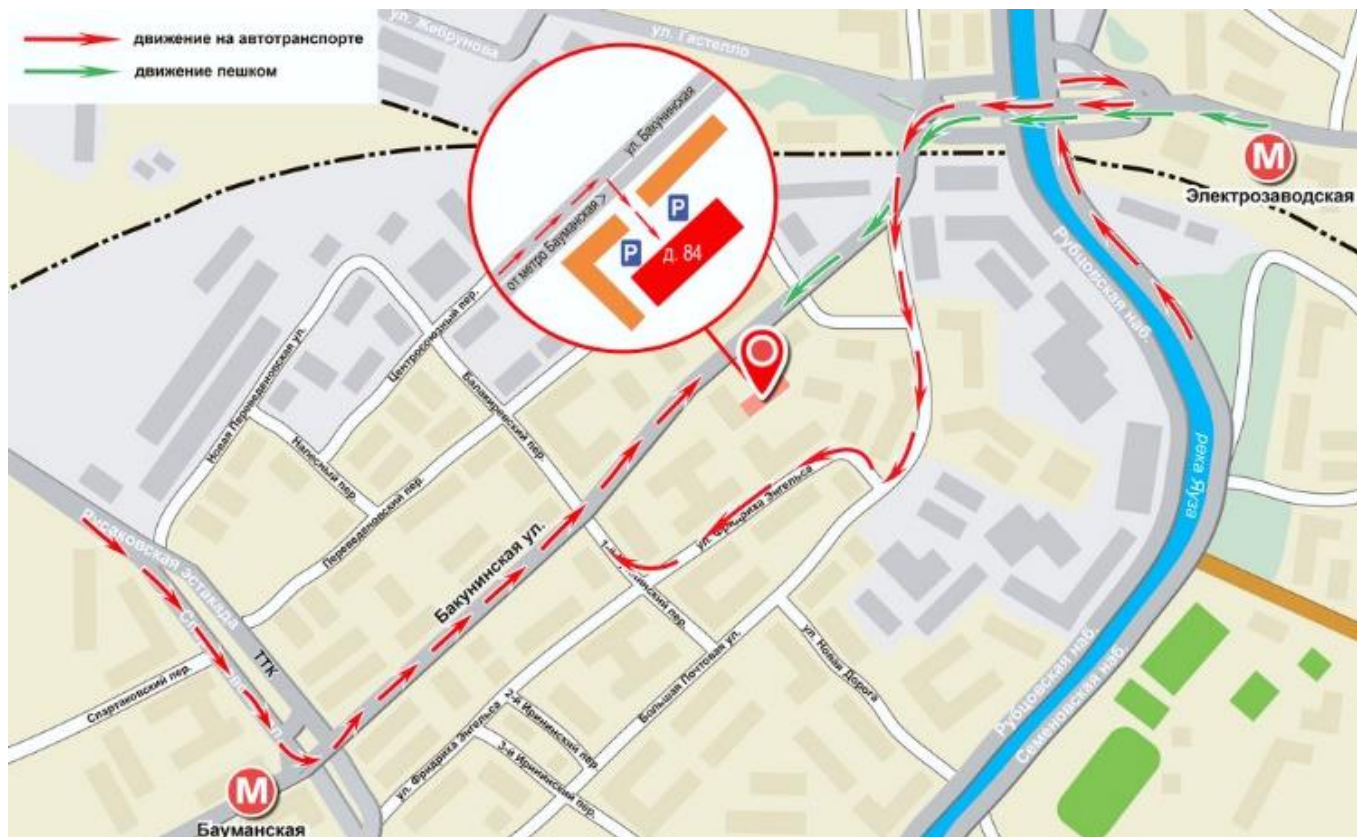 движение на автотранспорте
движение пешком
ул. Жебрунова
ул. Гастелло
ул. Бакунинская
от метро Бауманская >
P
P
д. 84
М
Электрозаводская
Рубцовская наб.
река Яуза
Центросоюзный пер.
Новая Переведеновская ул.
Балакиревский пер.
Напесный пер.
Переведеновский пер.
Бакунинская ул.
ул. Фридриха Энгельса
Русаковская эстакада
ТТК
Спартаковский пер.
Большая Почтовая ул.
ул. Новая Дорога
2-й Ирининский пер.
3-й Ирининский пер.
ул. Фридриха Энгельса
Рубцовская наб.
Семеновская наб.
М
Бауманская